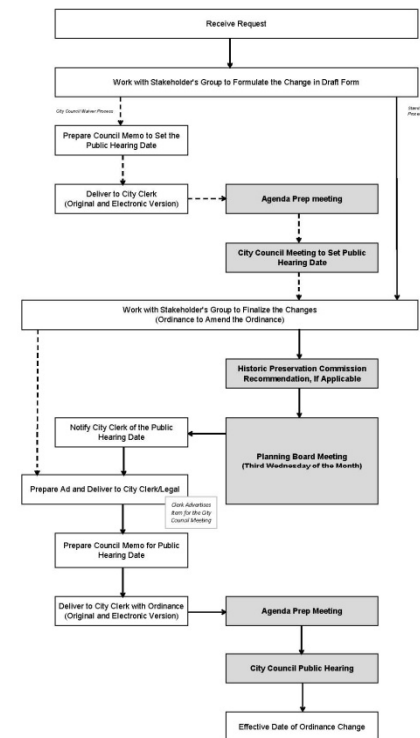 Receive Request
Work with Stakeholder's Group to Formulate the Change in Draft Form
City Council Waiver Process
Prepare Council Memo to Set the
Public Hearing Date
Deliver to City Clerk
(Original and Electronic Version)
Agenda Prep meeting
City Council Meeting to Set Public
Hearing Date
Work with Stakeholder's Group to Finalize the Changes
(Ordinance to Amend the Ordinance)
Historic Preservation Commission
Recommendation, If Applicable
Notify City Clerk of the Public
Hearing Date
Planning Board Meeting
(Third Wednesday of the Month)
Prepare Ad and Deliver to City Clerk/Legal
Clerk Advertises
Item for the City
Council Meeting
Prepare Council Memo for Public
Hearing Date
Deliver to City Clerk with Ordinance
(Original and Electronic Version)
Agenda Prep Meeting
City Council Public Hearing
Effective Date of Ordinance Change